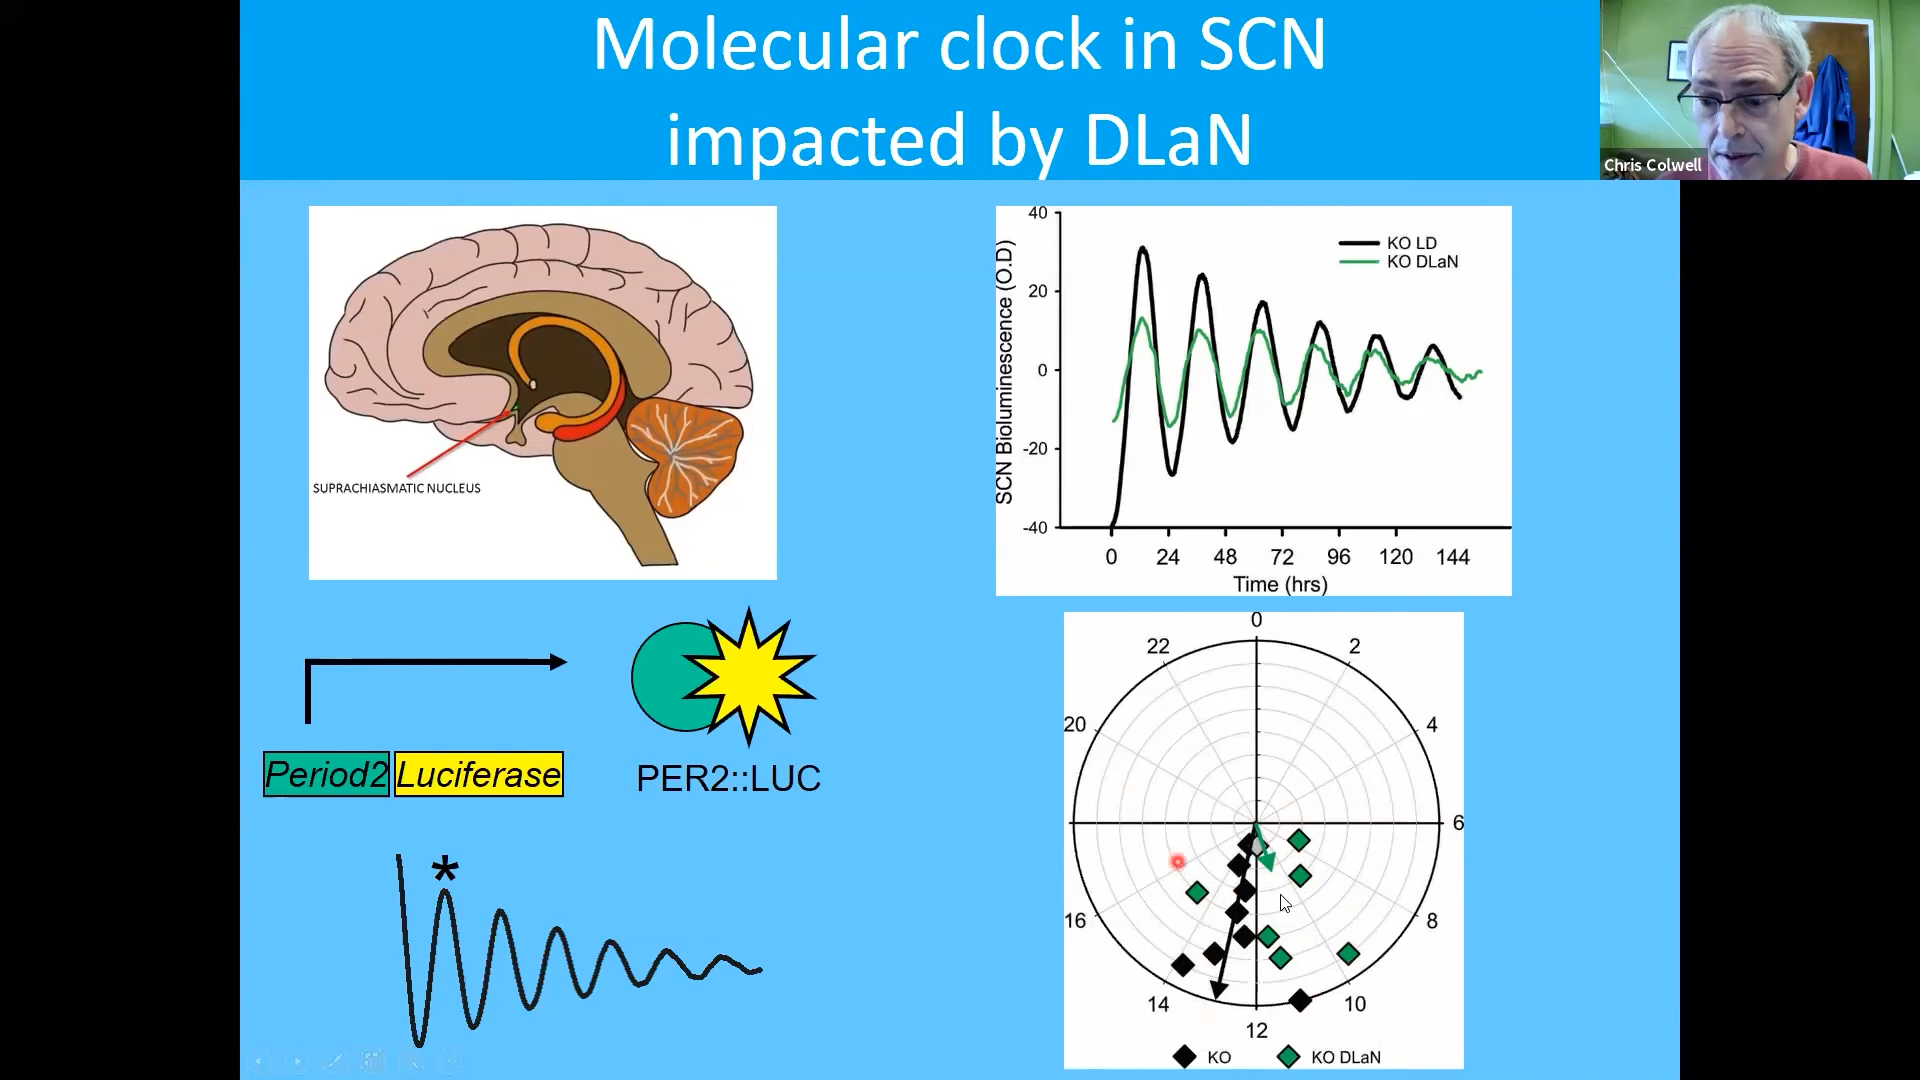 Molecular clock in SCN
impacted by DLaN
Chris Colwell
SUPRACHIASMATIC NUCLEUS
Period2 Luciferase
PER2::LUC
*
SCN Bioluminescence (O.D)
40
20
0
-20
-40
KO LD
KO DLaN
0 24 48 72 96 120 144
Time (hrs)
0
22 2
20 4
6
16 8
14 10
12
KO KO DLaN